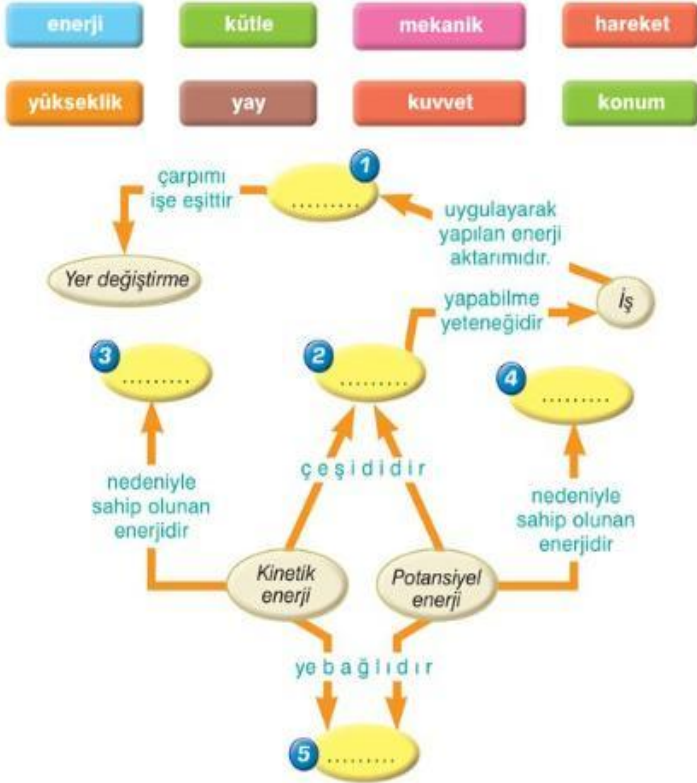 enerji kütle mekanik hareket
yükseklik yay kuvvet konum
1
.........
çarpımı
işe eşittir
uygulayarak
yapılan enerji
aktarımıdır.
Yer değiştirme
İş
yapabilme
yeteneğidir
3
.........
2
.........
4
.........
çeşididir
nedeniyle
sahip olunan
enerjidir
nedeniyle
sahip olunan
enerjidir
Kinetik
enerji
Potansiyel
enerji
ye bağlıdır
5
.........